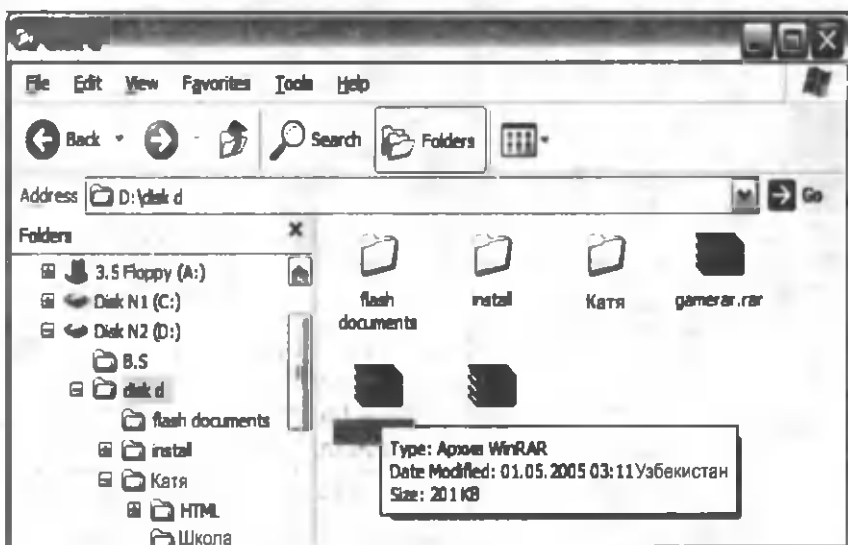 File Edit View Favorites Tools Help
Back Search Folders
Address D:\disk d Go
Folders
3.5 Floppy (A:)
Disk N1 (C:)
Disk N2 (D:)
B.S
disk d
flash documents
install
Катя
HTML
Школа
flash
documents
install
Катя
gamerar.rar
Type: Архив WinRAR
Date Modified: 01.05.2005 03:11Узбекистан
Size: 201 KB